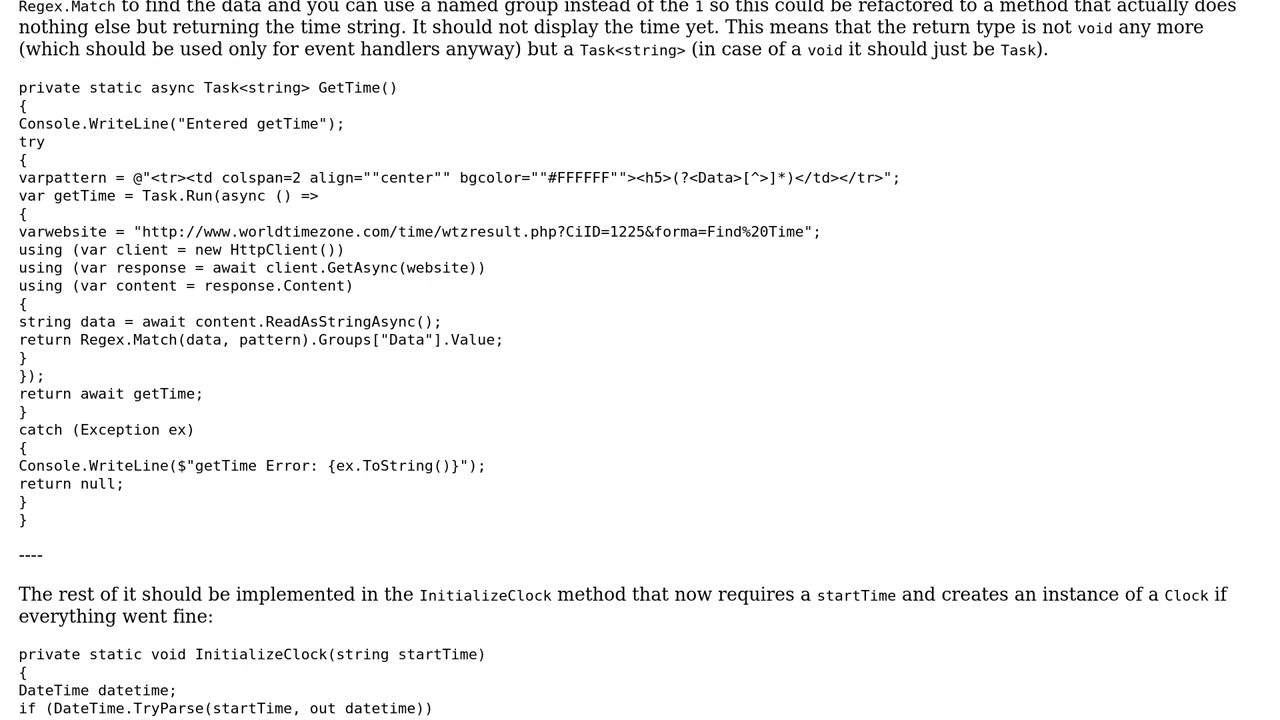 Regex.Match to find the data and you can use a named group instead of the 1 so this could be refactored to a method that actually does
nothing else but returning the time string. It should not display the time yet. This means that the return type is not void any more
(which should be used only for event handlers anyway) but a Task<string> (in case of a void it should just be Task).
private static async Task<string> GetTime()
{
Console.WriteLine("Entered getTime");
try
{
varpattern = @"<tr><td colspan=2 align=""center"" bgcolor=""#FFFFFF""><h5>(?<Data>[^>]*)</td></tr>";
var getTime = Task.Run(async () =>
{
varwebsite = "http://www.worldtimezone.com/time/wtzresult.php?CiID=1225&forma=Find%20Time";
using (var client = new HttpClient())
using (var response = await client.GetAsync(website))
using (var content = response.Content)
{
string data = await content.ReadAsStringAsync();
return Regex.Match(data, pattern).Groups["Data"].Value;
}
});
return await getTime;
}
catch (Exception ex)
{
Console.WriteLine($"getTime Error: {ex.ToString()}");
return null;
}
}
----
The rest of it should be implemented in the InitializeClock method that now requires a startTime and creates an instance of a Clock if
everything went fine:
private static void InitializeClock(string startTime)
{
DateTime datetime;
if (DateTime.TryParse(startTime, out datetime))